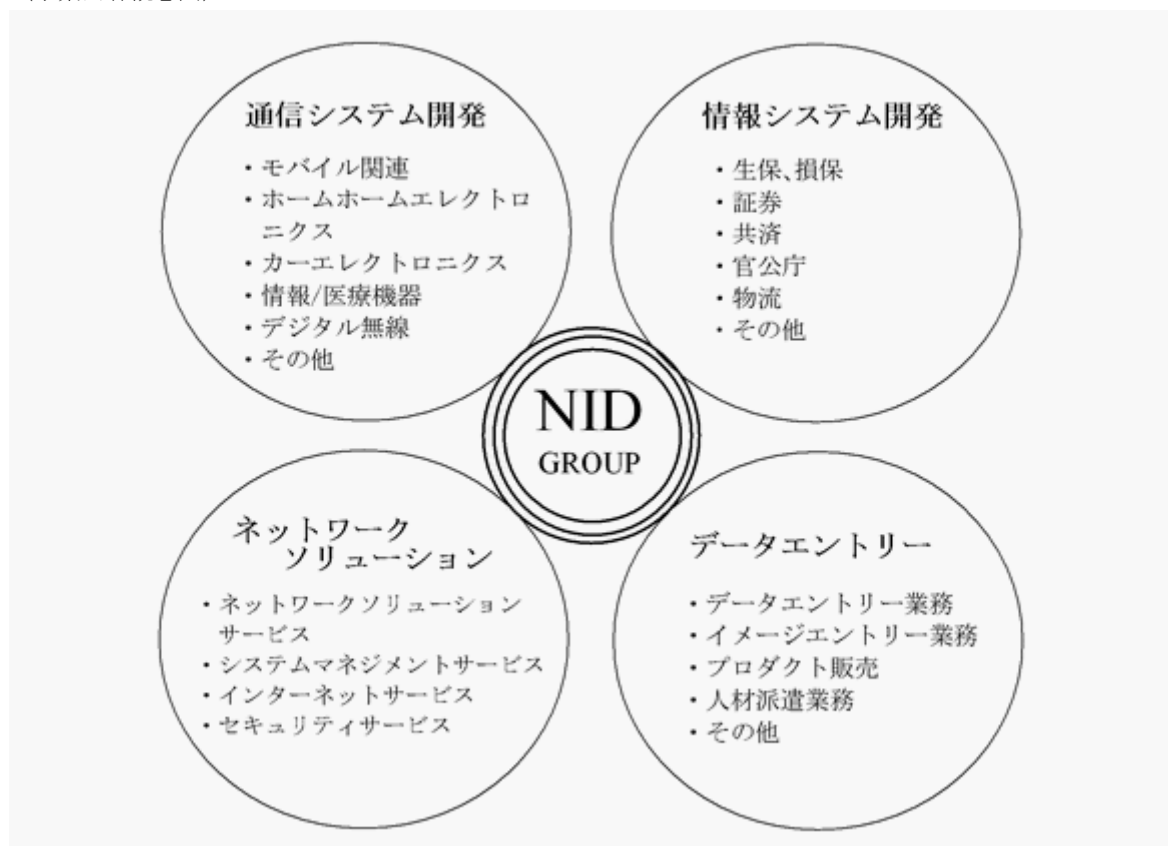 通信システム開発
・モバイル関連
・ホームホームエレクトロ
ニクス
・カーエレクトロニクス
・情報/医療機器
・デジタル無線
・その他
情報システム開発
・生保、損保
・証券
・共済
・官公庁
・物流
・その他
NID
GROUP
ネットワーク
ソリューション
・ネットワークソリューション
サービス
・システムマネジメントサービス
・インターネットサービス
・セキュリティサービス
データエントリー
・データエントリー業務
・イメージエントリー業務
・プロダクト販売
・人材派遣業務
・その他